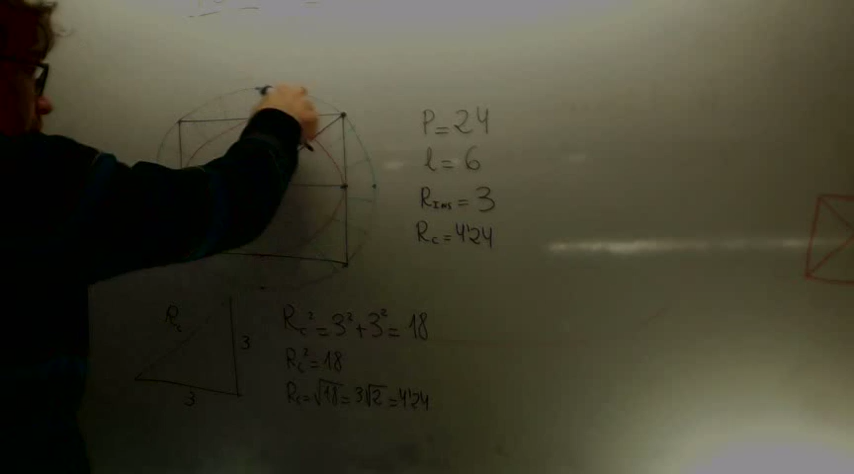 P=24
l=6
R_Ins=3
R_c=4'24
R_c
3
3
R_c²=3²+3²=18
R_c²=18
R_c=√18=3√2=4'24